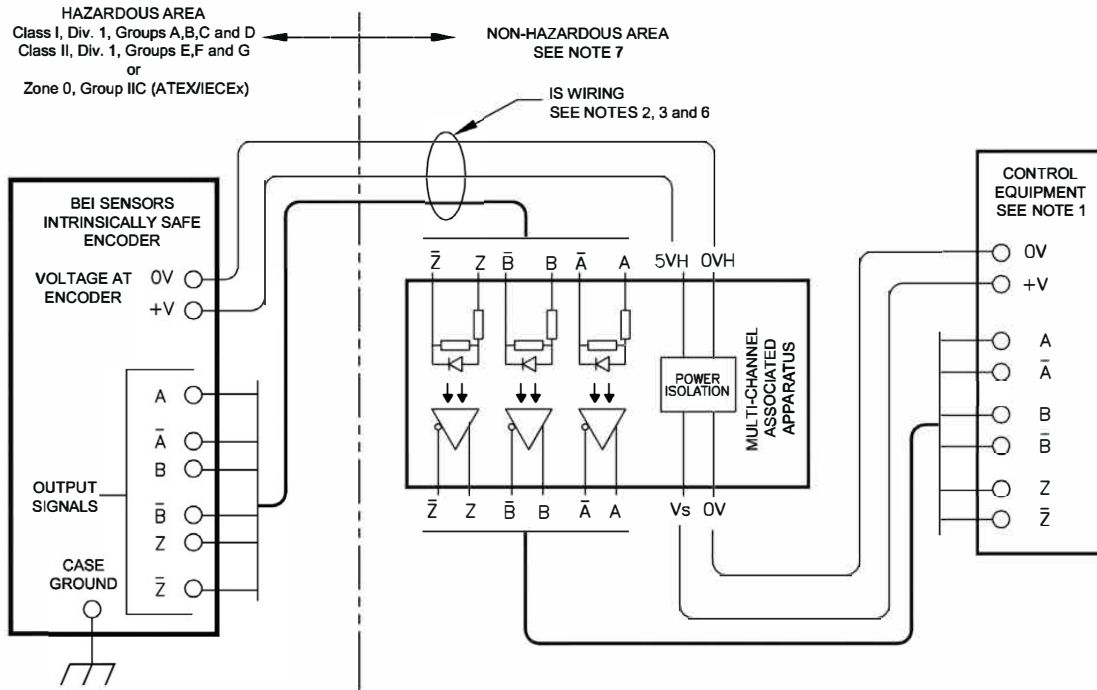 HAZARDOUS AREA
Class I, Div. 1, Groups A,B,C and D
Class II, Div. 1, Groups E,F and G
or
Zone 0, Group IIC (ATEX/IECEx)
NON-HAZARDOUS AREA
SEE NOTE 7
IS WIRING
SEE NOTES 2, 3 and 6
BEI SENSORS
INTRINSICALLY SAFE
ENCODER
VOLTAGE AT
ENCODER
0V
+V
A
A̅
B
B̅
Z
Z̅
OUTPUT
SIGNALS
CASE
GROUND
Z̅ Z B̅ B A̅ A 5VH 0VH
POWER
ISOLATION
MULTI-CHANNEL
ASSOCIATED
APPARATUS
Z̅ Z B̅ B A̅ A Vs 0V
CONTROL
EQUIPMENT
SEE NOTE 1
0V
+V
A
A̅
B
B̅
Z
Z̅